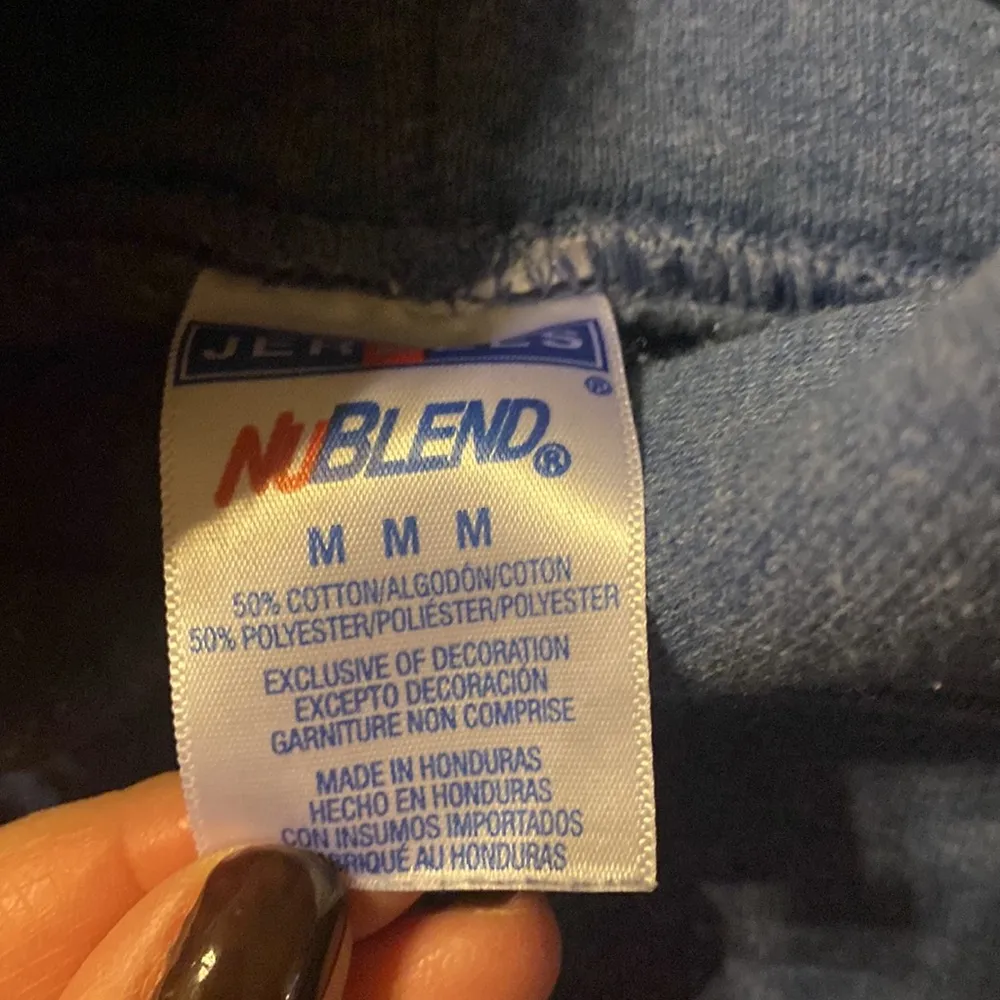 NUBLEND®
M M M
50% COTTON/ALGODÓN/COTON
50% POLYESTER/POLIÉSTER/POLYESTER
EXCLUSIVE OF DECORATION
EXCEPTO DECORACIÓN
GARNITURE NON COMPRISE
MADE IN HONDURAS
HECHO EN HONDURAS
CON INSUMOS IMPORTADOS
AU HONDURAS